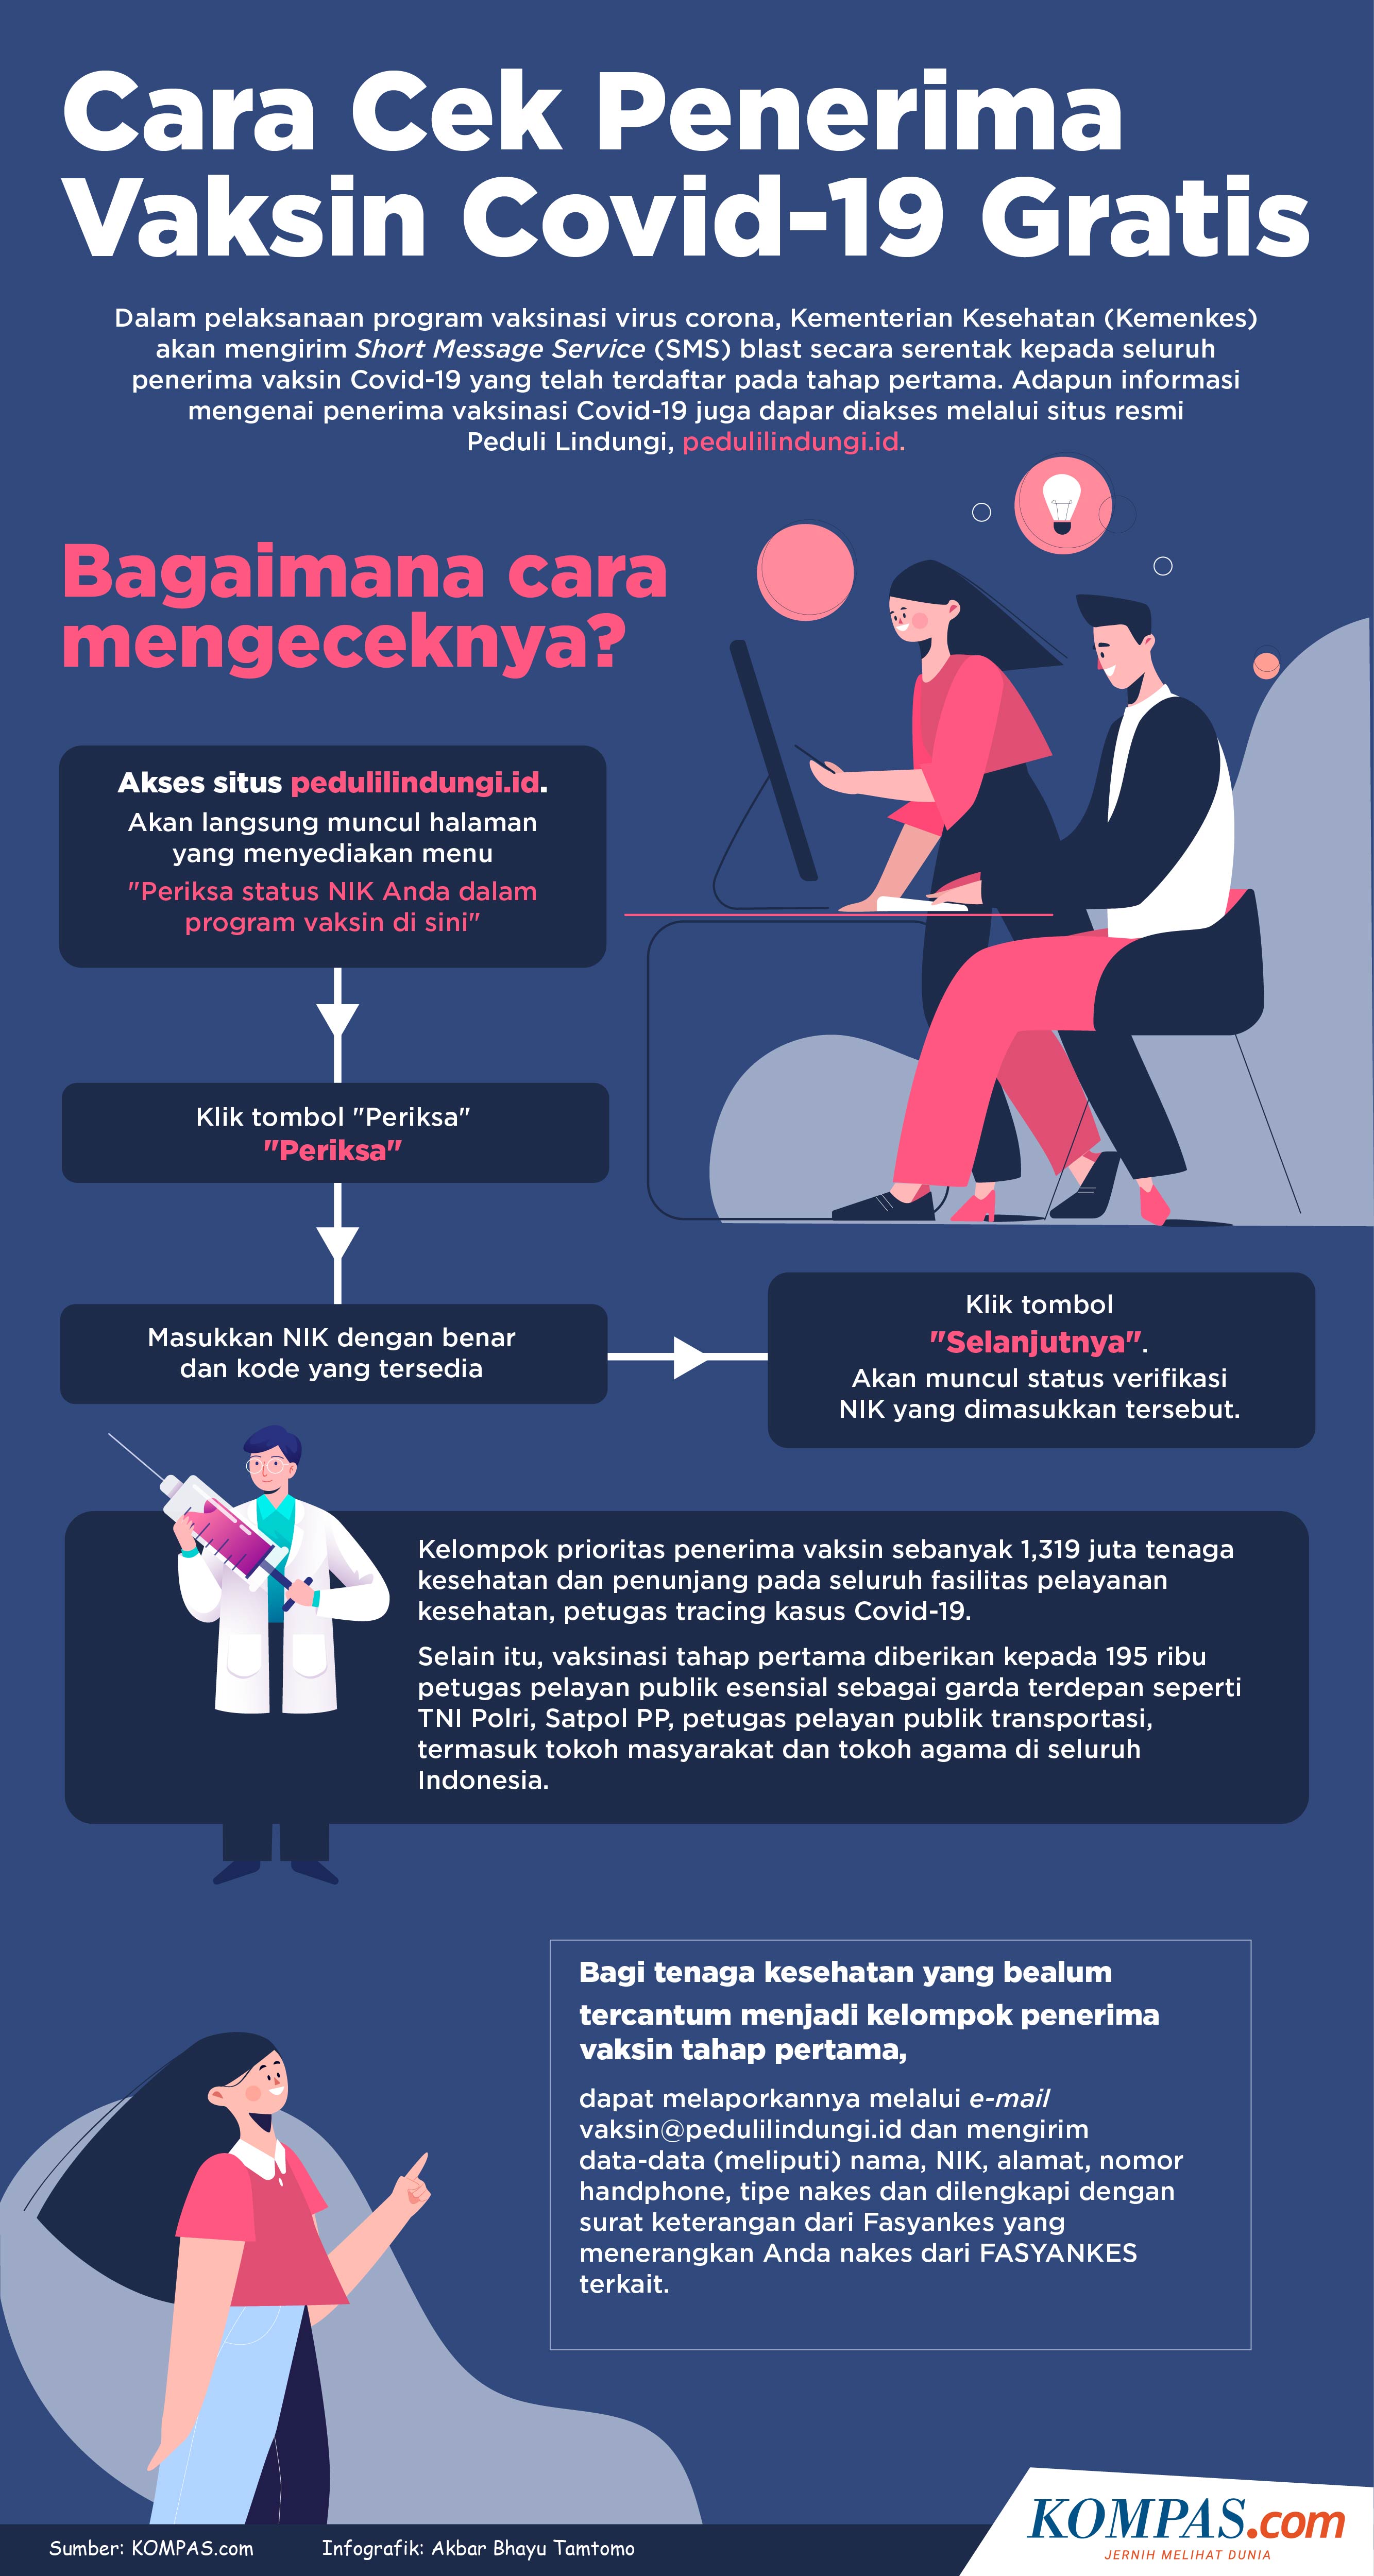 Cara Cek Penerima
Vaksin Covid-19 Gratis
Dalam pelaksanaan program vaksinasi virus corona, Kementerian Kesehatan (Kemenkes)
akan mengirim Short Message Service (SMS) blast secara serentak kepada seluruh
penerima vaksin Covid-19 yang telah terdaftar pada tahap pertama. Adapun informasi
mengenai penerima vaksinasi Covid-19 juga dapar diakses melalui situs resmi
Peduli Lindungi, pedulilindungi.id.
Bagaimana cara
mengeceknya?
Akses situs pedulilindungi.id.
Akan langsung muncul halaman
yang menyediakan menu
"Periksa status NIK Anda dalam
program vaksin di sini"
Klik tombol "Periksa"
"Periksa"
Masukkan NIK dengan benar
dan kode yang tersedia
Klik tombol
"Selanjutnya".
Akan muncul status verifikasi
NIK yang dimasukkan tersebut.
Kelompok prioritas penerima vaksin sebanyak 1,319 juta tenaga
kesehatan dan penunjang pada seluruh fasilitas pelayanan
kesehatan, petugas tracing kasus Covid-19.
Selain itu, vaksinasi tahap pertama diberikan kepada 195 ribu
petugas pelayan publik esensial sebagai garda terdepan seperti
TNI Polri, Satpol PP, petugas pelayan publik transportasi,
termasuk tokoh masyarakat dan tokoh agama di seluruh
Indonesia.
Bagi tenaga kesehatan yang bealum
tercantum menjadi kelompok penerima
vaksin tahap pertama,
dapat melaporkannya melalui e-mail
vaksin@pedulilindungi.id dan mengirim
data-data (meliputi) nama, NIK, alamat, nomor
handphone, tipe nakes dan dilengkapi dengan
surat keterangan dari Fasyankes yang
menerangkan Anda nakes dari FASYANKES
terkait.
Sumber: KOMPAS.com
Infografik: Akbar Bhayu Tamtomo
KOMPAS.com
JERNIH MELIHAT DUNIA